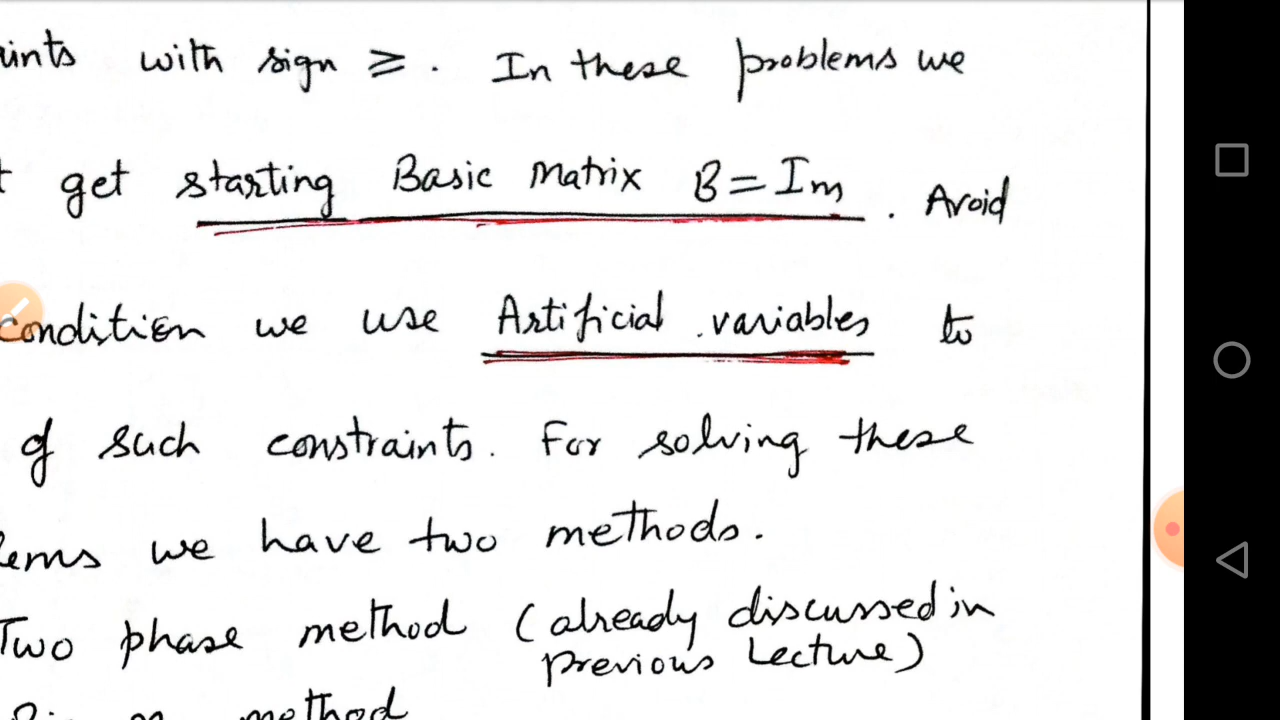 ints with sign ≥. In these problems we
t get starting Basic matrix B = Im. Avoid
condition we use Artificial variables to
of such constraints. For solving these
lems we have two methods.
Two phase method (already discussed in
previous Lecture)
method